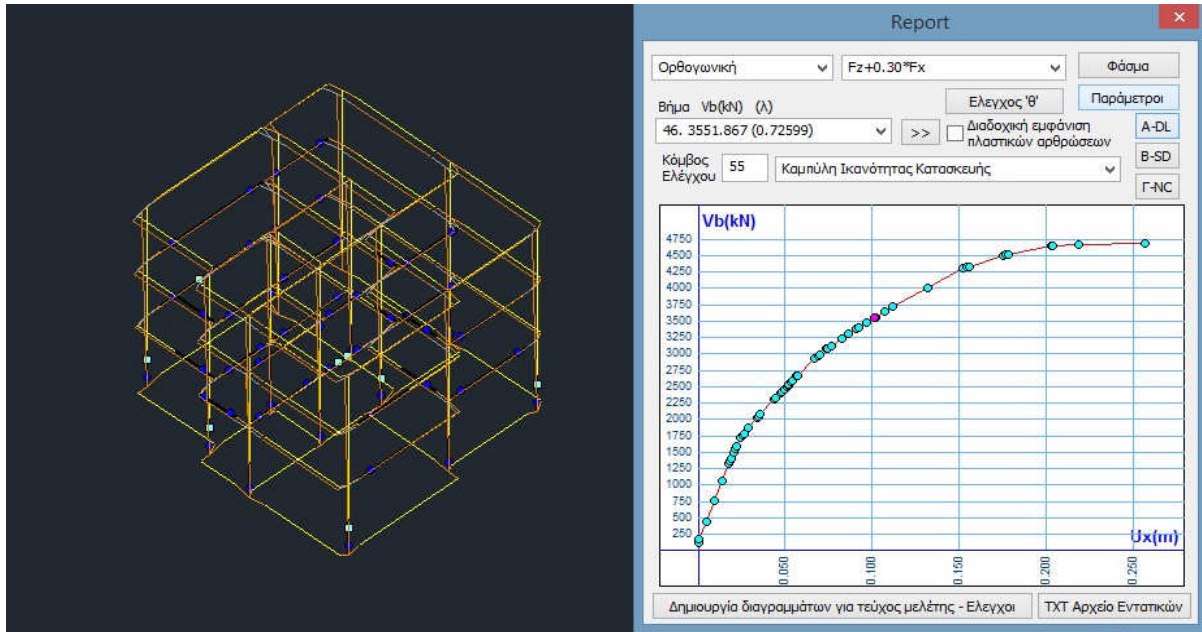 Report
Ορθογωνική Fz+0.30*Fx Φάσμα
Ελεγχος 'θ' Παράμετροι
Βήμα Vb(kN) (λ)
46. 3551.867 (0.72599) >> Διαδοχική εμφάνιση πλαστικών αρθρώσεων A-DL
B-SD
Κόμβος Ελέγχου 55 Καμπύλη Ικανότητας Κατασκευής
Γ-NC
Vb(kN)
4750
4500
4250
4000
3750
3500
3250
3000
2750
2500
2250
2000
1750
1500
1250
1000
750
500
250
Ux(m)
0.050 0.100 0.150 0.200 0.250
Δημιουργία διαγραμμάτων για τεύχος μελέτης - Ελεγχοι TXT Αρχείο Εντατικών